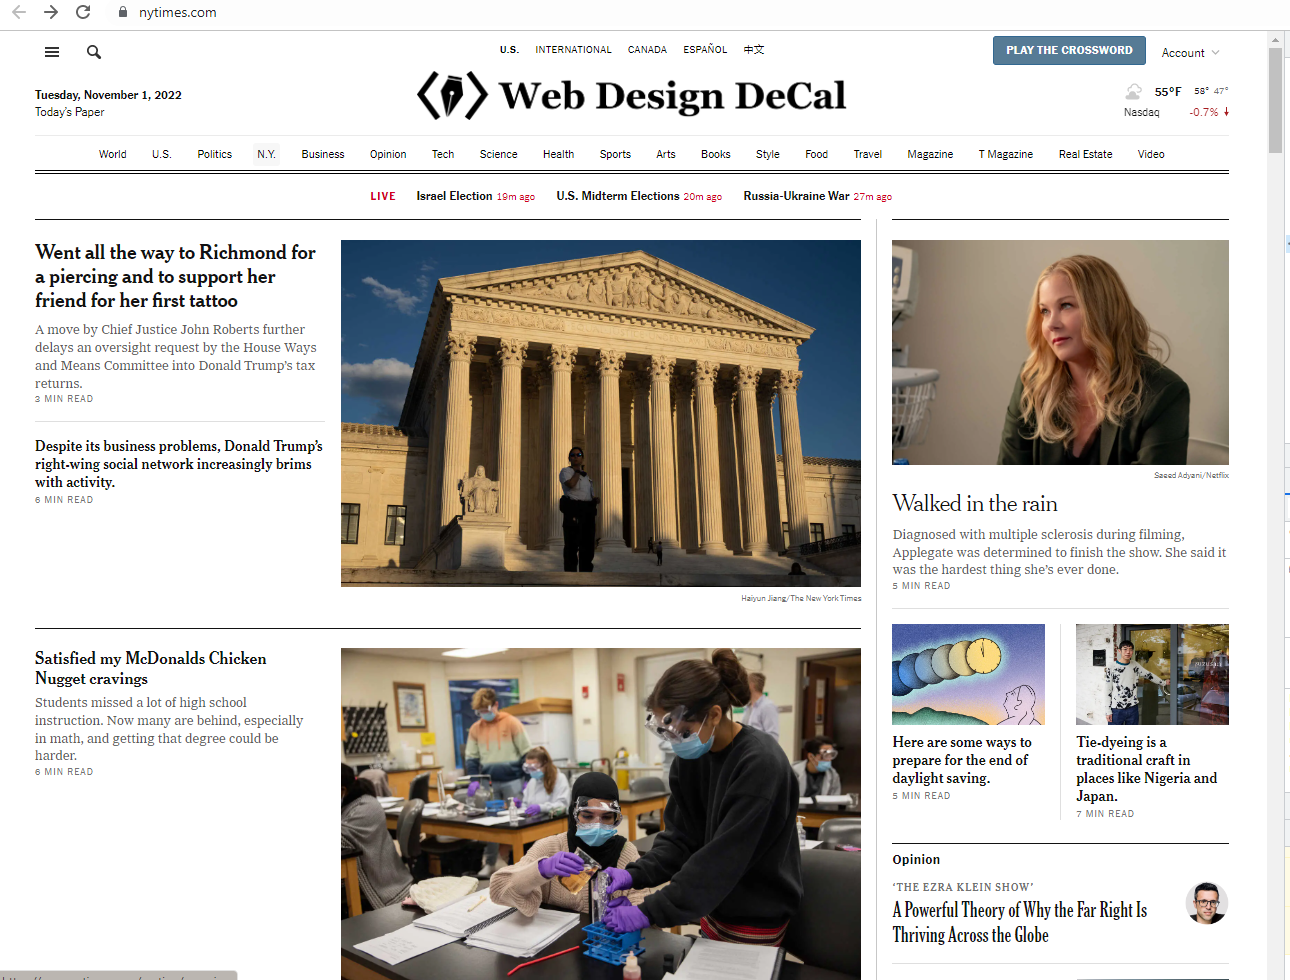 nytimes.com
U.S. INTERNATIONAL CANADA ESPAÑOL 中文
PLAY THE CROSSWORD
Account
Tuesday, November 1, 2022
Today's Paper
Web Design DeCal
55°F 58° 47°
Nasdaq -0.7%
World U.S. Politics N.Y. Business Opinion Tech Science Health Sports Arts Books Style Food Travel Magazine T Magazine Real Estate Video
LIVE Israel Election 19m ago U.S. Midterm Elections 20m ago Russia-Ukraine War 27m ago
Went all the way to Richmond for
a piercing and to support her
friend for her first tattoo
A move by Chief Justice John Roberts further
delays an oversight request by the House Ways
and Means Committee into Donald Trump's tax
returns.
3 MIN READ
Despite its business problems, Donald Trump's
right-wing social network increasingly brims
with activity.
6 MIN READ
Haiyun Jiang/The New York Times
Satisfied my McDonalds Chicken
Nugget cravings
Students missed a lot of high school
instruction. Now many are behind, especially
in math, and getting that degree could be
harder.
6 MIN READ
Saeed Adyani/Netflix
Walked in the rain
Diagnosed with multiple sclerosis during filming,
Applegate was determined to finish the show. She said it
was the hardest thing she's ever done.
5 MIN READ
Here are some ways to
prepare for the end of
daylight saving.
5 MIN READ
Tie-dyeing is a
traditional craft in
places like Nigeria and
Japan.
7 MIN READ
Opinion
'THE EZRA KLEIN SHOW'
A Powerful Theory of Why the Far Right Is
Thriving Across the Globe